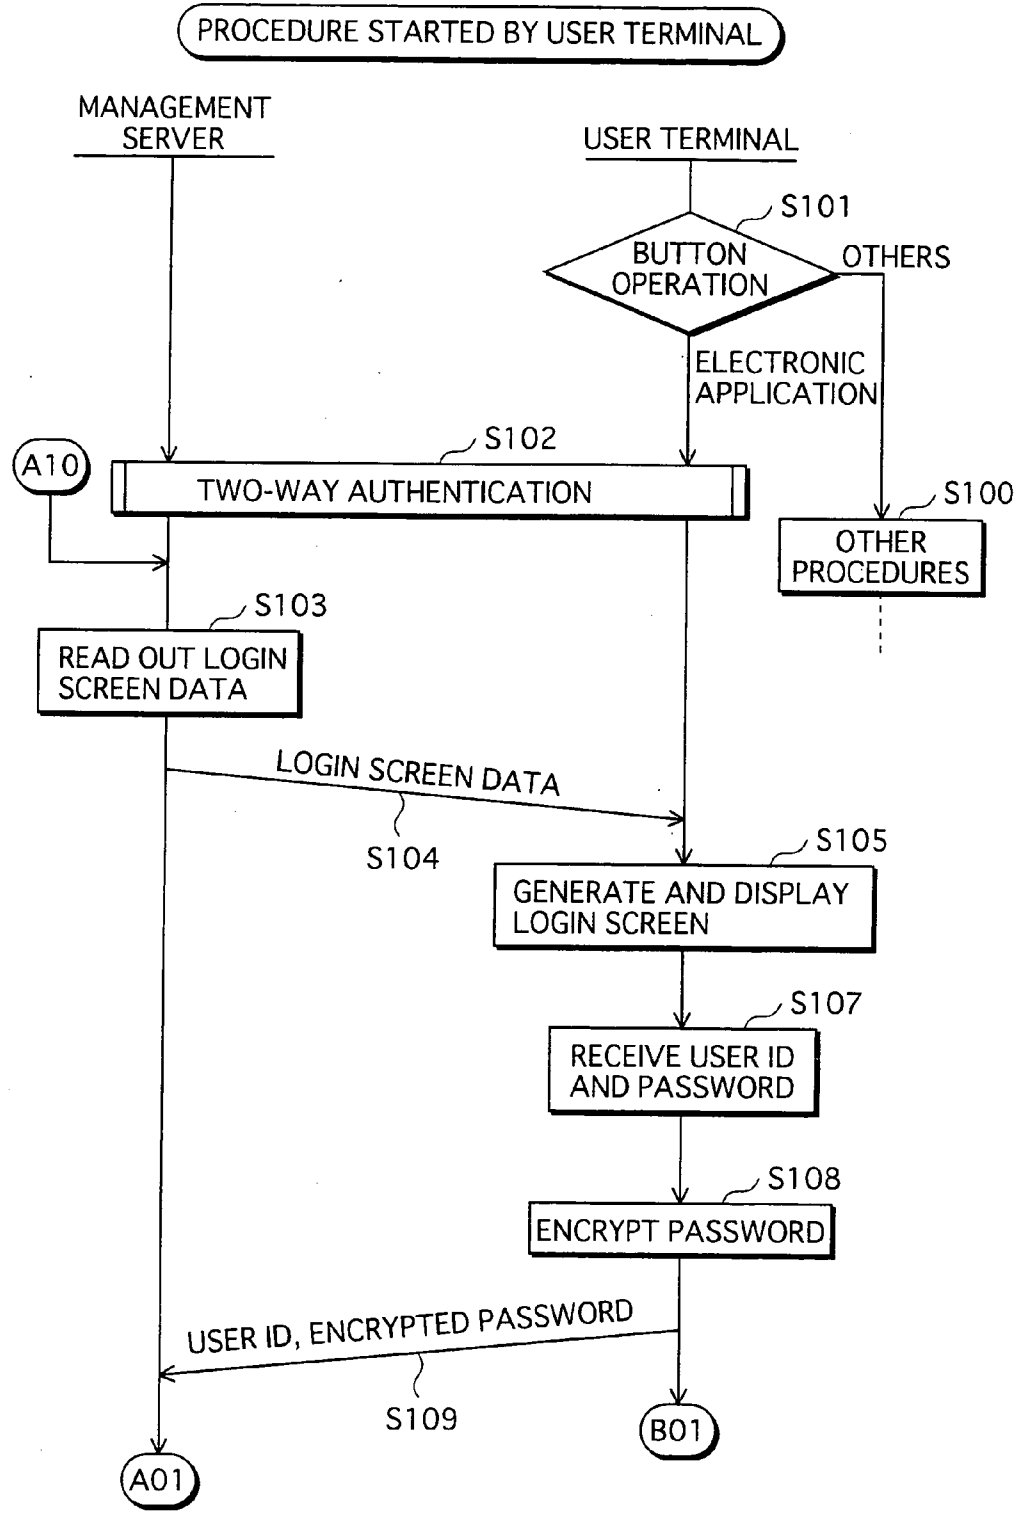 PROCEDURE STARTED BY USER TERMINAL
MANAGEMENT
SERVER
USER TERMINAL
S101
BUTTON
OPERATION
OTHERS
ELECTRONIC
APPLICATION
S102
A10
TWO-WAY AUTHENTICATION
S100
OTHER
PROCEDURES
S103
READ OUT LOGIN
SCREEN DATA
LOGIN SCREEN DATA
S104
S105
GENERATE AND DISPLAY
LOGIN SCREEN
S107
RECEIVE USER ID
AND PASSWORD
S108
ENCRYPT PASSWORD
USER ID, ENCRYPTED PASSWORD
S109
B01
A01